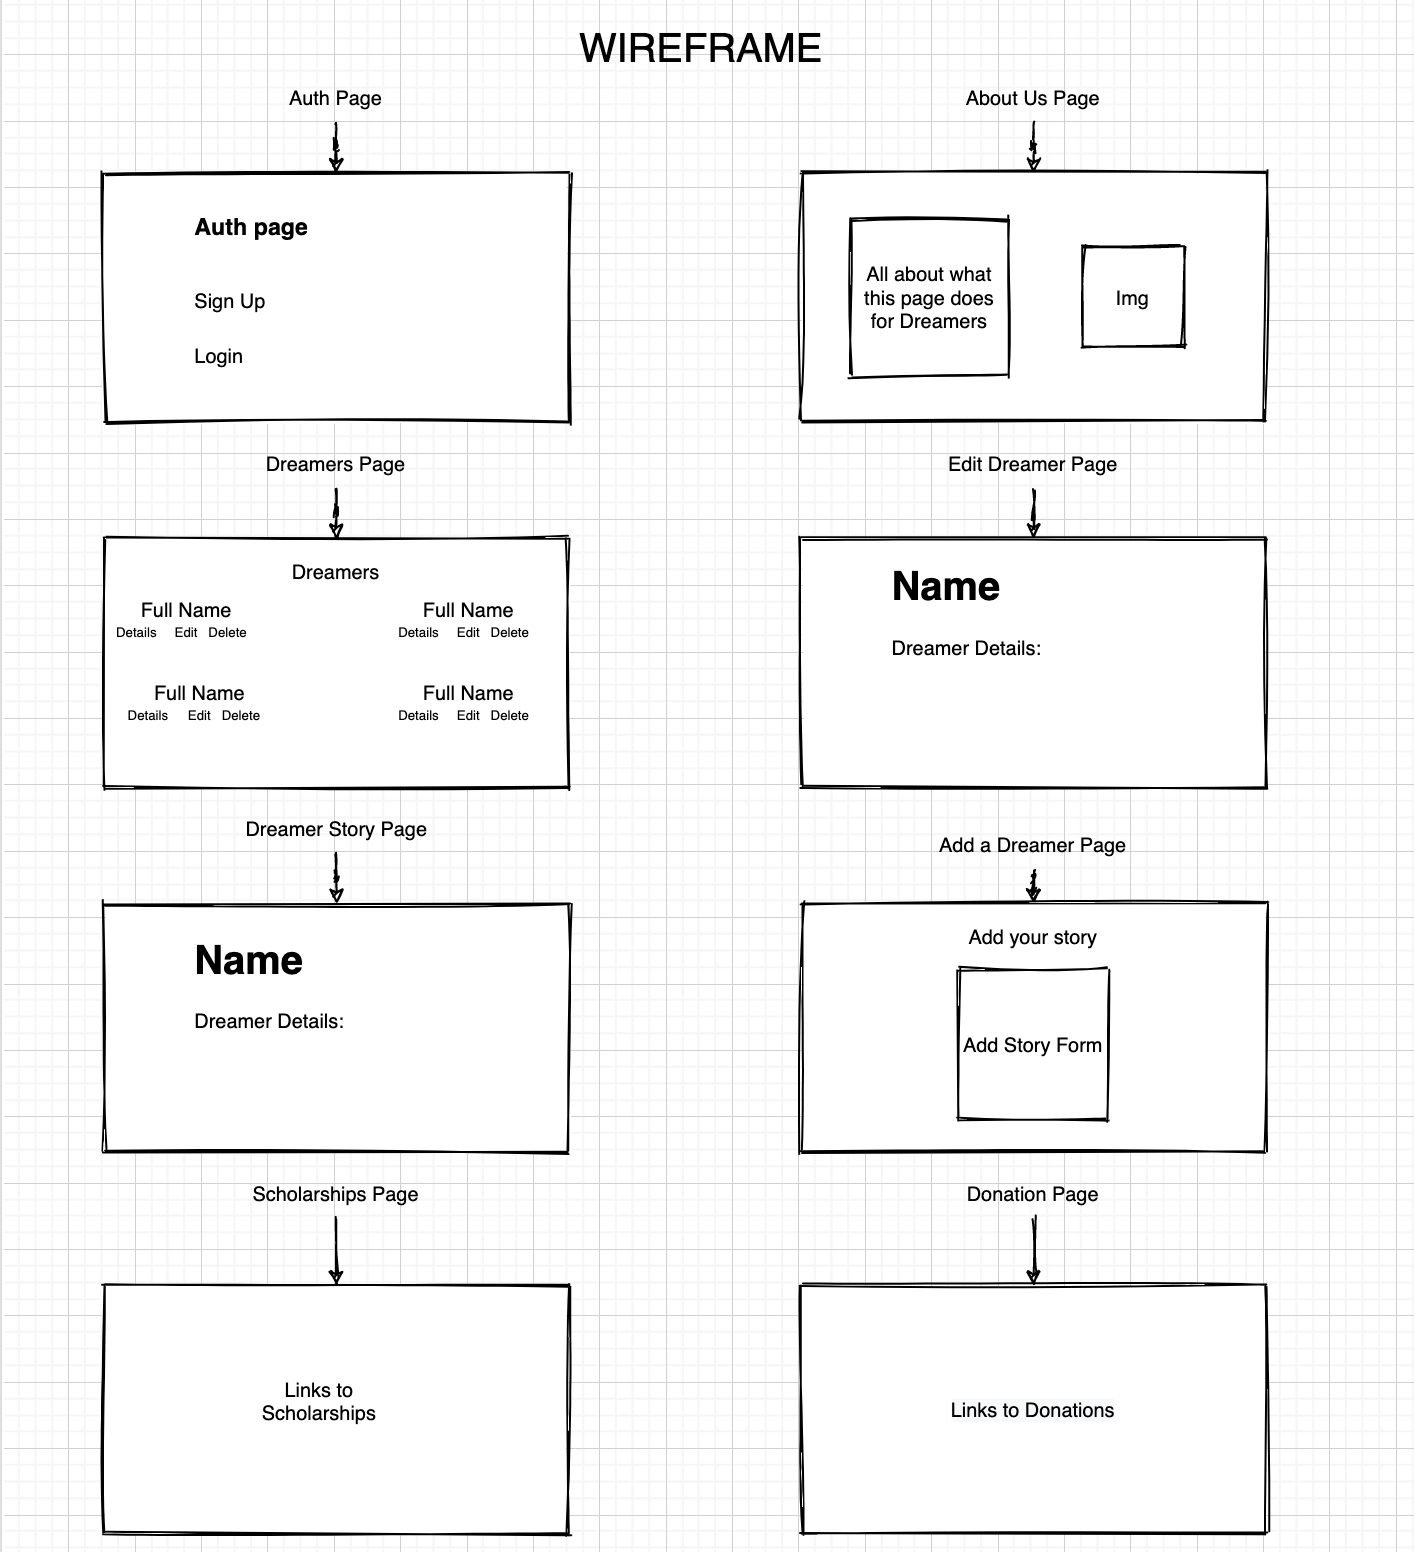 WIREFRAME
Auth Page
Auth page
Sign Up
Login
About Us Page
All about what
this page does
for Dreamers
Img
Dreamers Page
Dreamers
Full Name
Details Edit Delete
Full Name
Details Edit Delete
Full Name
Details Edit Delete
Full Name
Details Edit Delete
Edit Dreamer Page
Name
Dreamer Details:
Dreamer Story Page
Name
Dreamer Details:
Add a Dreamer Page
Add your story
Add Story Form
Scholarships Page
Links to
Scholarships
Donation Page
Links to Donations